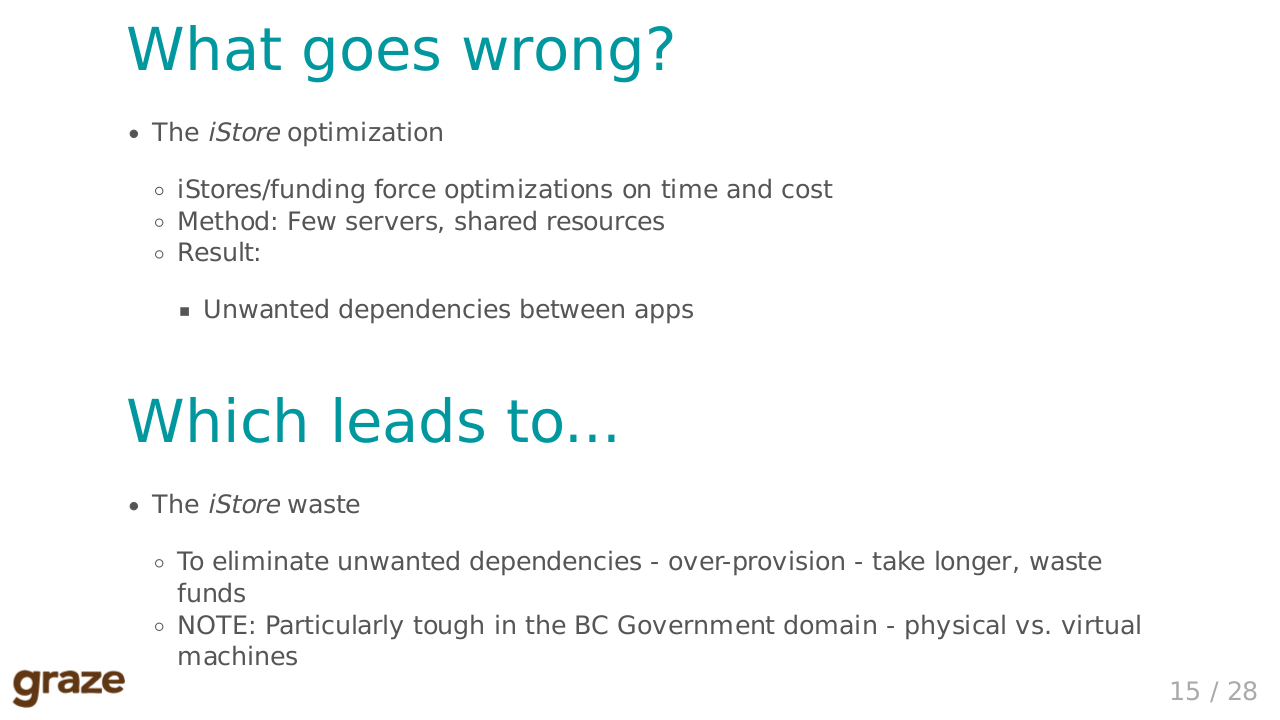 What goes wrong?
The iStore optimization
iStores/funding force optimizations on time and cost
Method: Few servers, shared resources
Result:
Unwanted dependencies between apps
Which leads to...
The iStore waste
To eliminate unwanted dependencies - over-provision - take longer, waste
funds
NOTE: Particularly tough in the BC Government domain - physical vs. virtual
machines
graze
15 / 28